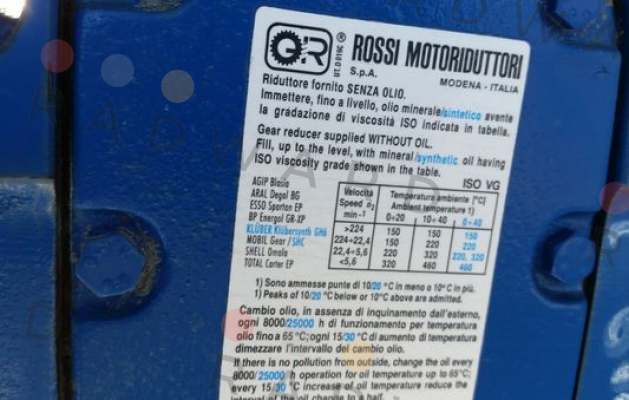 GR
ROSSI MOTORIDUTTORI
S.p.A.
MODENA - ITALIA
Riduttore fornito SENZA OLIO.
Immettere, fino a livello, olio minerale/sintetico avente
la gradazione di viscosità ISO indicata in tabella.
Gear reducer supplied WITHOUT OIL.
Fill, up to the level, with mineral/synthetic oil having
ISO viscosity grade shown in the table.
ISO VG
AGIP Blasia
ARAL Degol BG
ESSO Spartan EP
BP Energol GR-XP
KLÜBER Klübersynth GH6
MOBIL Gear/SHC
SHELL Omala
TOTAL Carter EP
Velocità Temperatura ambiente [°C]
Speed n2 Ambient temperature 1)
min-1 0÷20 10÷40 0÷40
>224 150 150 150
224÷22,4 150 220 220
22,4÷5,6 220 320 220, 320
<5,6 320 460 460
1) Sono ammesse punte di 10/20 °C in meno o 10°C in più.
1) Peaks of 10/20 °C below or 10°C above are admitted.
Cambio olio, in assenza di inquinamento dall'esterno,
ogni 8000/25000 h di funzionamento per temperatura
olio fino a 65°C; ogni 15/30 °C di aumento di temperatura
dimezzare l'intervallo del cambio olio.
If there is no pollution from outside, change the oil every
8000/25000 h operation for oil temperature up to 65°C;
every 15/30 °C increase of oil temperature reduce the
interval of the oil change to a half.